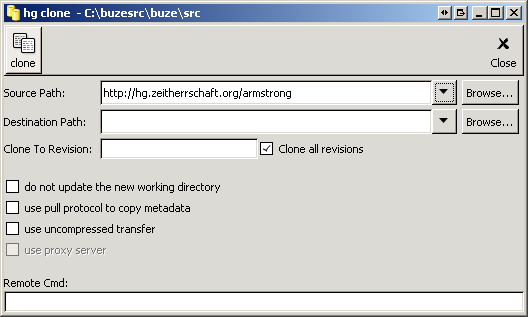 hg clone - C:\buzesrc\buze\src
clone
Close
Source Path: http://hg.zeitherrschaft.org/armstrong Browse...
Destination Path: Browse...
Clone To Revision: Clone all revisions
do not update the new working directory
use pull protocol to copy metadata
use uncompressed transfer
use proxy server
Remote Cmd: